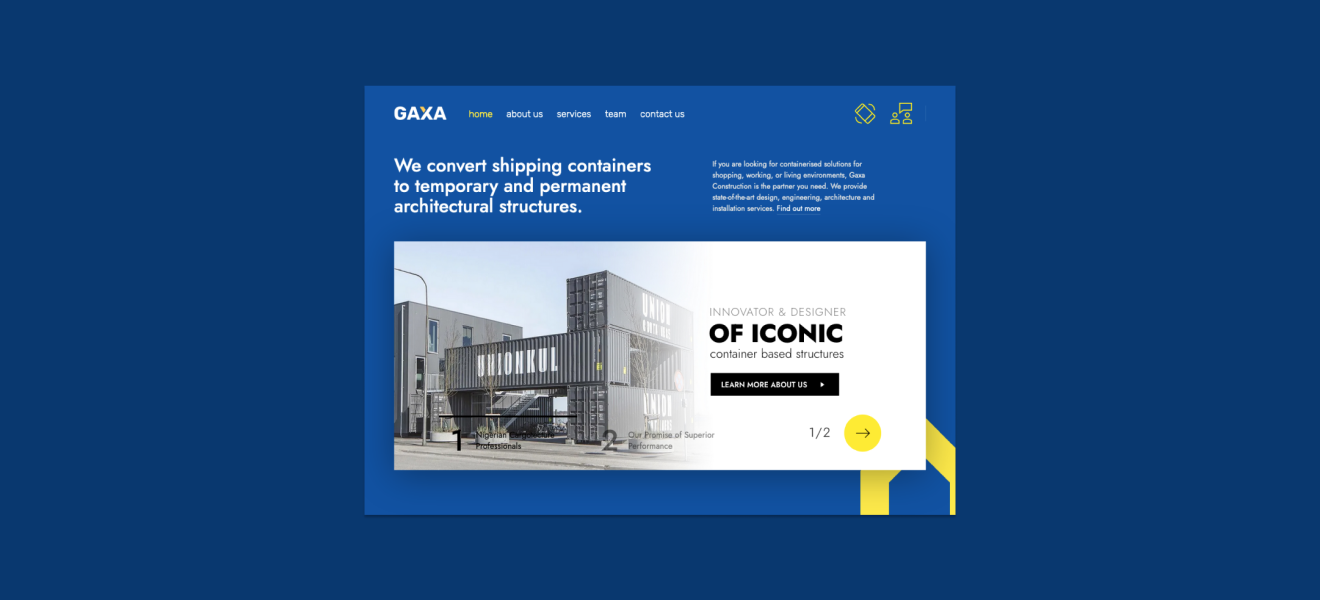 GAXA
home about us services team contact us
We convert shipping containers
to temporary and permanent
architectural structures.
If you are looking for containerised solutions for
shopping, working, or living environments, Gaxa
Construction is the partner you need. We provide
state-of-the-art design, engineering, architecture and
installation services. Find out more
UNION
UNIONKUL
UNION
INNOVATOR & DESIGNER
OF ICONIC
container based structures
LEARN MORE ABOUT US
1 Nigerian
Professionals
2 Our Promise of Superior
Performance
1/2